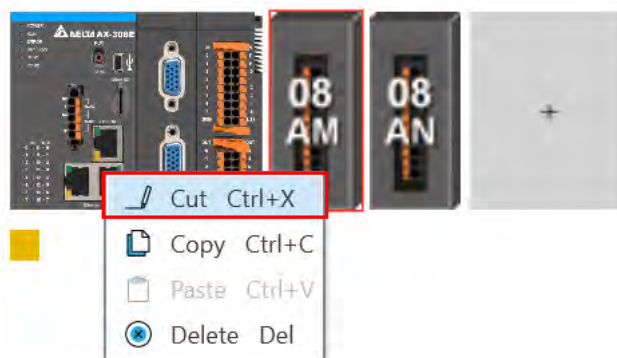 DELTA AX-308E
08
AM
08
AN
Cut Ctrl+X
Copy Ctrl+C
Paste Ctrl+V
Delete Del